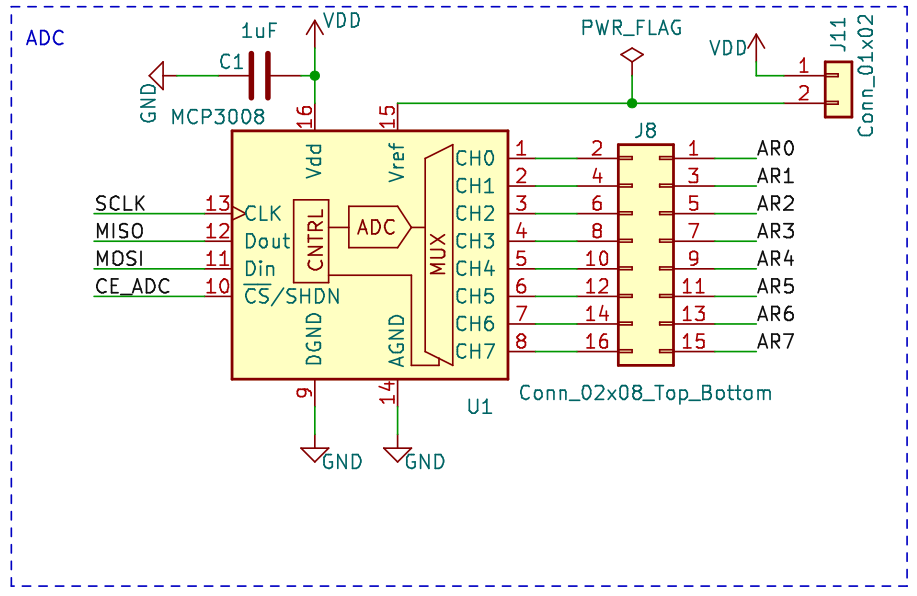 ADC
1uF
VDD
PWR_FLAG
VDD
J11
Conn_01x02
C1
1
2
GND
MCP3008
16
15
J8
Vdd
Vref
CH0 1 2 1 AR0
CH1 2 4 3 AR1
SCLK 13 CLK CH2 3 6 5 AR2
MISO 12 Dout CH3 4 8 7 AR3
MOSI 11 Din CH4 5 10 9 AR4
CE_ADC 10 CS/SHDN CH5 6 12 11 AR5
CH6 7 14 13 AR6
CH7 8 16 15 AR7
CNTRL
ADC
MUX
DGND
AGND
9
14
Conn_02x08_Top_Bottom
U1
GND
GND